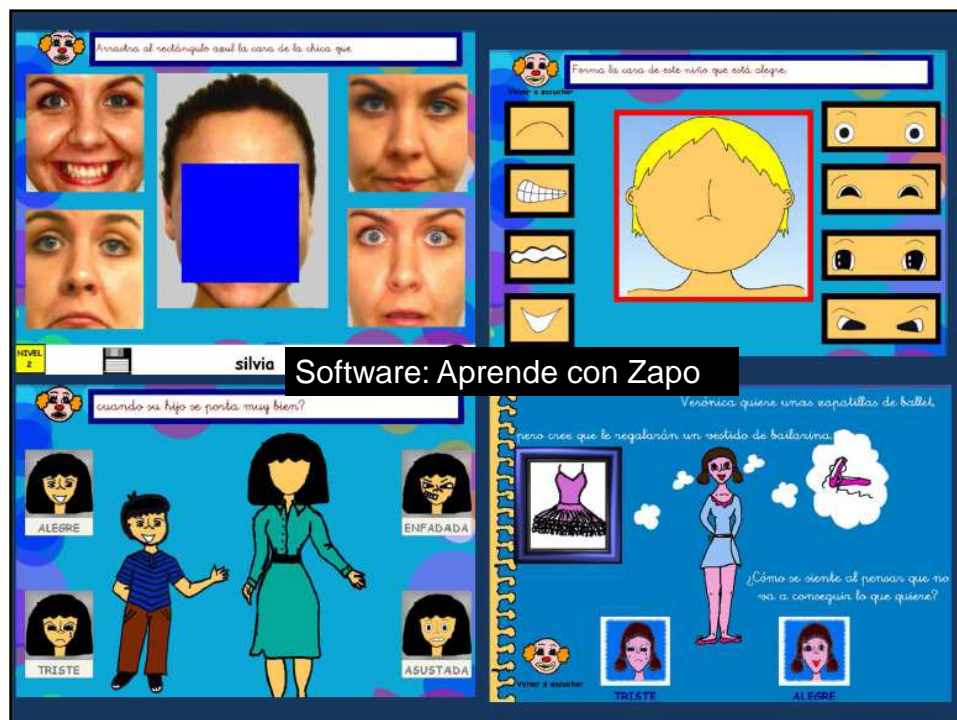 Arrastra al rectángulo azul la cara de la chica que
NIVEL
2
silvia
Forma la cara de este niño que está alegre.
Volver a escuchar
Software: Aprende con Zapo
cuando su hijo se porta muy bien?
ALEGRE
ENFADADA
TRISTE
ASUSTADA
Verónica quiere unas zapatillas de ballet,
pero cree que le regalarán un vestido de bailarina.
¿Cómo se siente al pensar que no
va a conseguir lo que quiere?
Volver a escuchar
TRISTE
ALEGRE